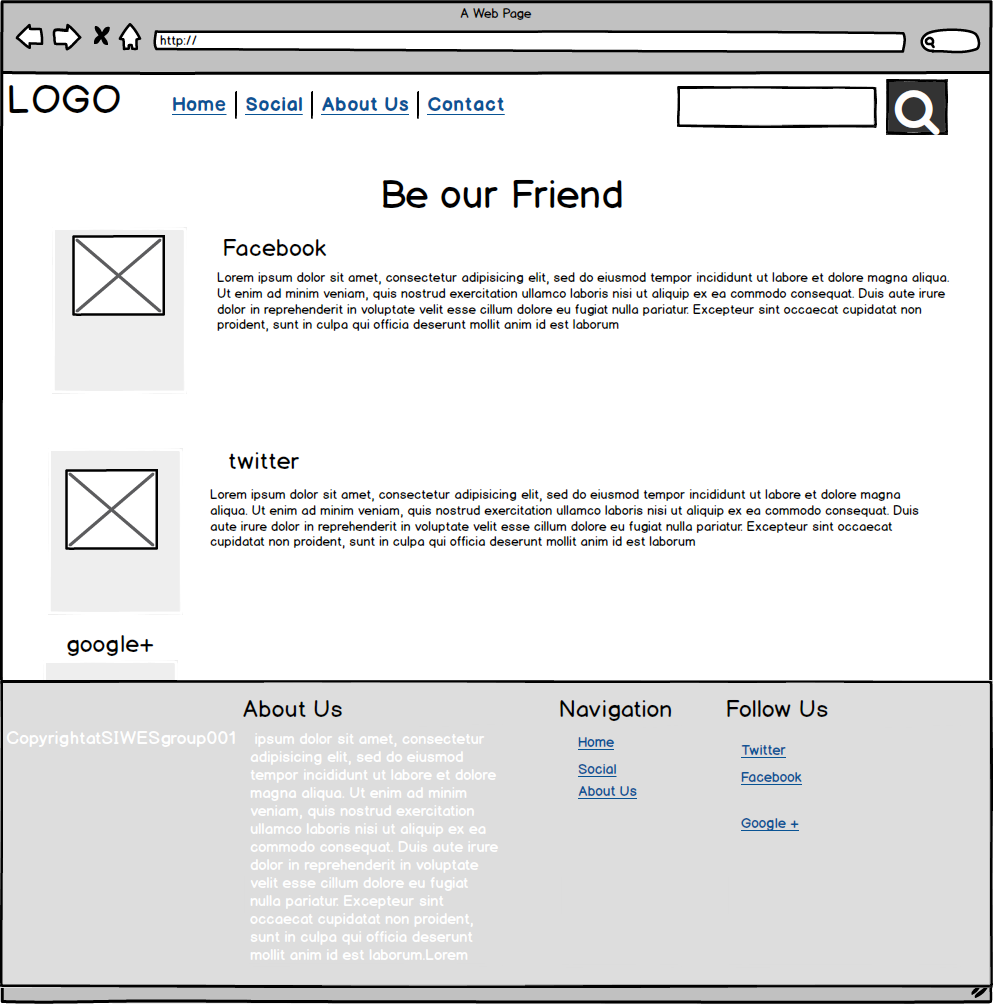 A Web Page
http://
LOGO
Home | Social | About Us | Contact
Be our Friend
Facebook
Lorem ipsum dolor sit amet, consectetur adipisicing elit, sed do eiusmod tempor incididunt ut labore et dolore magna aliqua.
Ut enim ad minim veniam, quis nostrud exercitation ullamco laboris nisi ut aliquip ex ea commodo consequat. Duis aute irure
dolor in reprehenderit in voluptate velit esse cillum dolore eu fugiat nulla pariatur. Excepteur sint occaecat cupidatat non
proident, sunt in culpa qui officia deserunt mollit anim id est laborum
twitter
Lorem ipsum dolor sit amet, consectetur adipisicing elit, sed do eiusmod tempor incididunt ut labore et dolore magna
aliqua. Ut enim ad minim veniam, quis nostrud exercitation ullamco laboris nisi ut aliquip ex ea commodo consequat. Duis
aute irure dolor in reprehenderit in voluptate velit esse cillum dolore eu fugiat nulla pariatur. Excepteur sint occaecat
cupidatat non proident, sunt in culpa qui officia deserunt mollit anim id est laborum
google+
CopyrightatSIWESgroup001
About Us
ipsum dolor sit amet, consectetur
adipisicing elit, sed do eiusmod
tempor incididunt ut labore et dolore
magna aliqua. Ut enim ad minim
veniam, quis nostrud exercitation
ullamco laboris nisi ut aliquip ex ea
commodo consequat. Duis aute irure
dolor in reprehenderit in voluptate
velit esse cillum dolore eu fugiat
nulla pariatur. Excepteur sint
occaecat cupidatat non proident,
sunt in culpa qui officia deserunt
mollit anim id est laborum.Lorem
Navigation
Home
Social
About Us
Follow Us
Twitter
Facebook
Google +